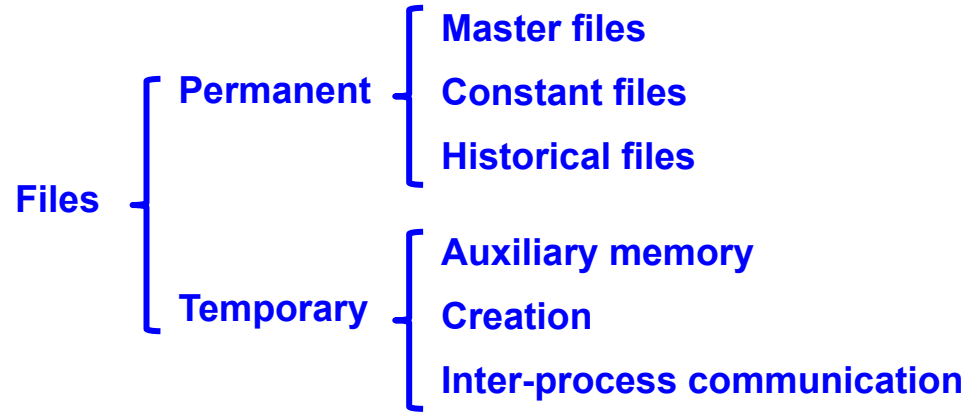 Files
Permanent
Master files
Constant files
Historical files
Temporary
Auxiliary memory
Creation
Inter-process communication